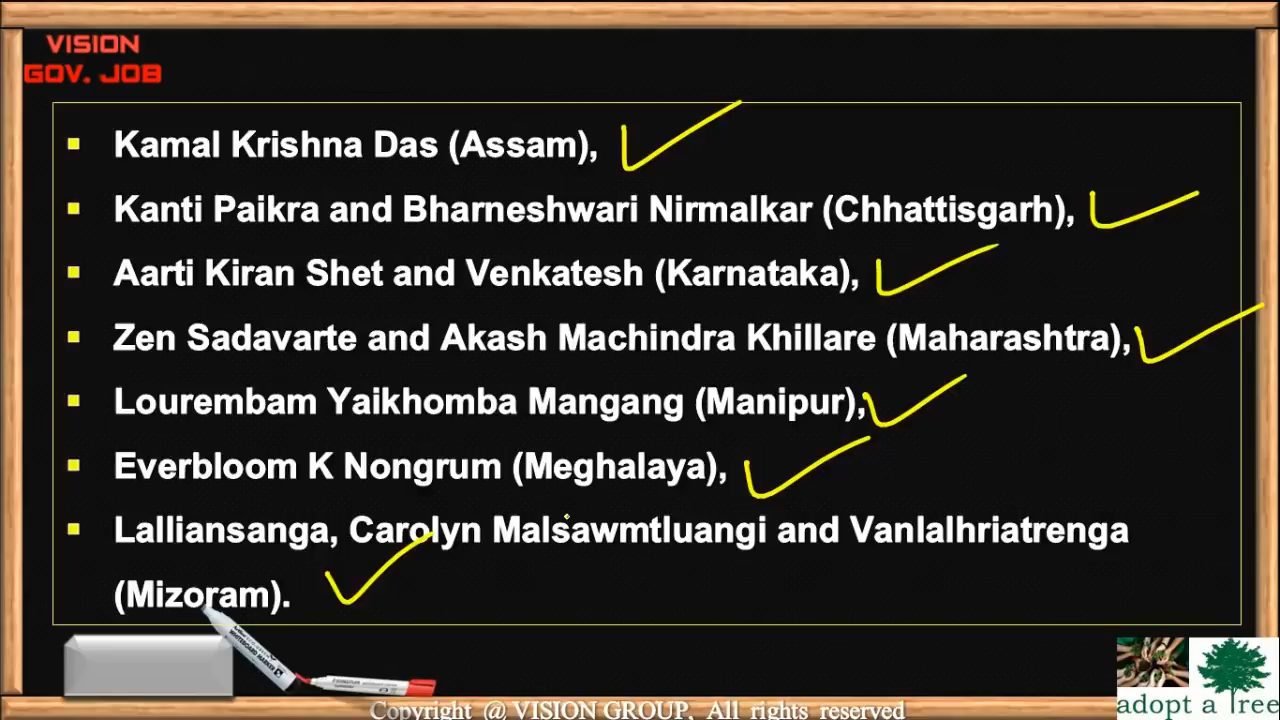 VISION
GOV. JOB
Kamal Krishna Das (Assam),
Kanti Paikra and Bharneshwari Nirmalkar (Chhattisgarh),
Aarti Kiran Shet and Venkatesh (Karnataka),
Zen Sadavarte and Akash Machindra Khillare (Maharashtra),
Lourembam Yaikhomba Mangang (Manipur),
Everbloom K Nongrum (Meghalaya),
Lalliansanga, Carolyn Malsawmtluangi and Vanlalhriatrenga
(Mizoram).
WHITEBOARD MARKER
adopt a Tree
Copyright @ VISION GROUP, All rights reserved